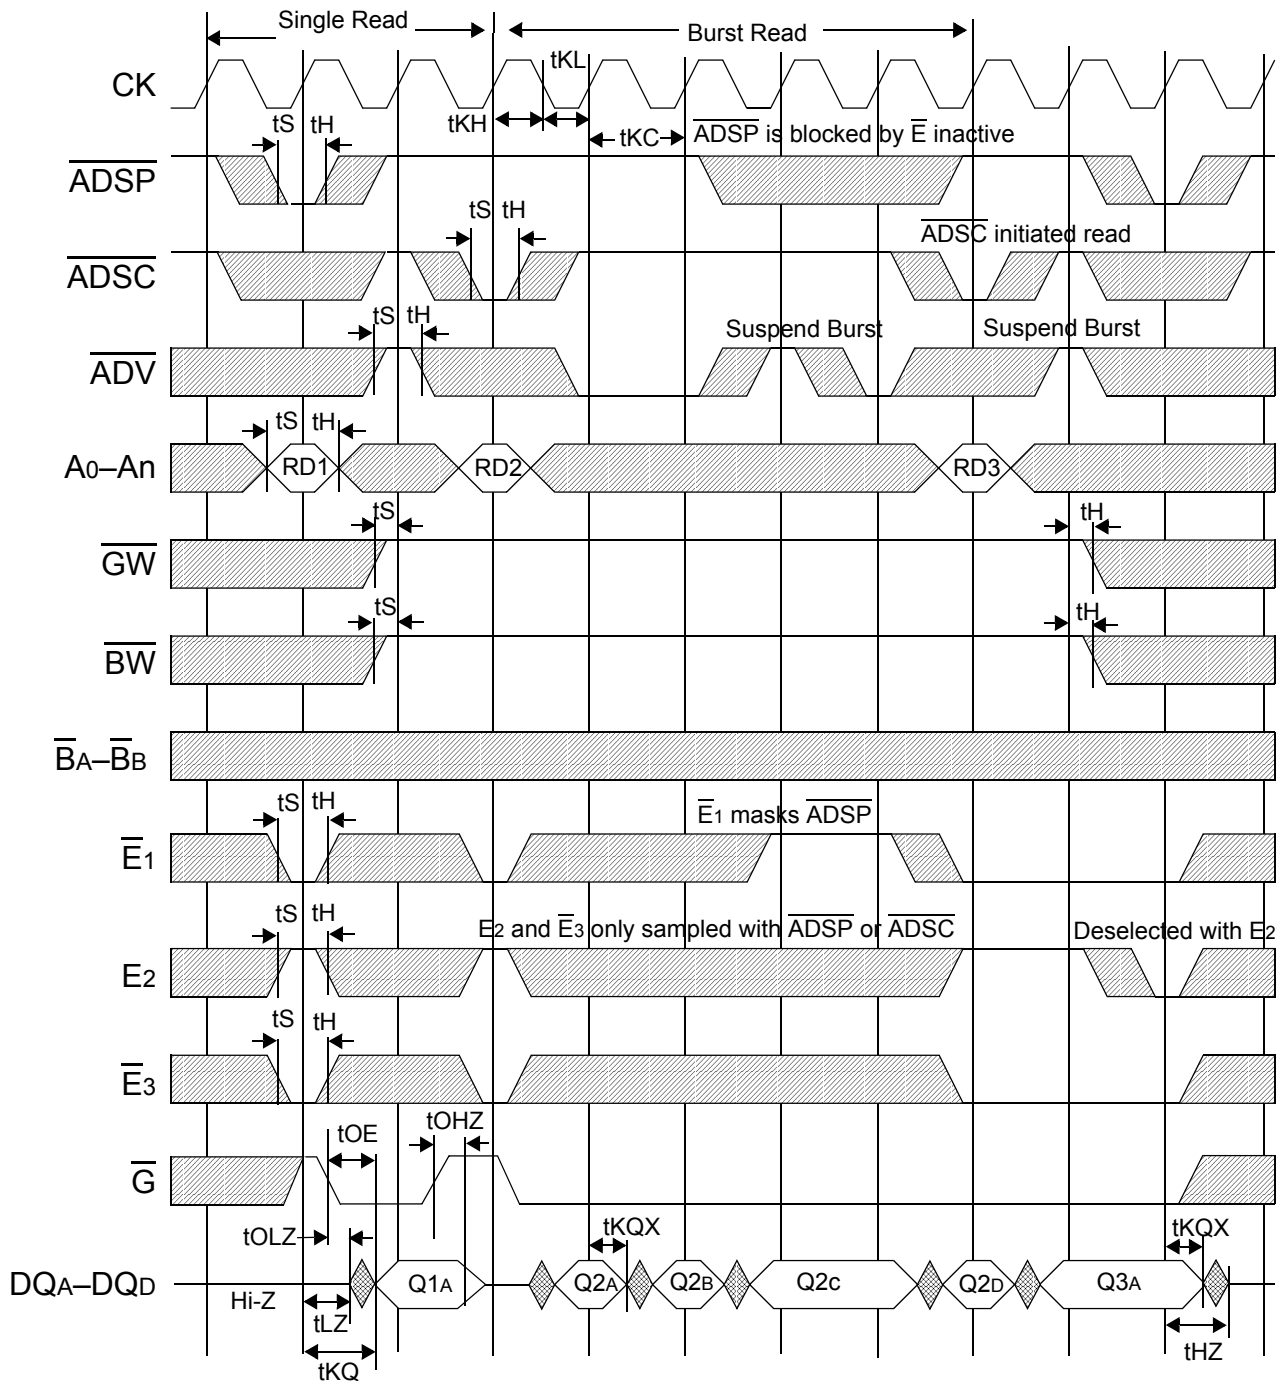 Single Read
Burst Read
CK
tKL
tKH
tKC
ADSP is blocked by E inactive
tS tH
ADSP
tS tH
ADSC initiated read
ADSC
tS tH
Suspend Burst
Suspend Burst
ADV
tS tH
A0–An
RD1
RD2
RD3
tS
tH
GW
tS
tH
BW
BA–BB
tS tH
E1 masks ADSP
E1
tS tH
E2 and E3 only sampled with ADSP or ADSC
Deselected with E2
E2
tS tH
E3
tOHZ
tOE
G
tOLZ
tKQX
tKQX
DQA–DQD
Q1A
Q2A
Q2B
Q2C
Q2D
Q3A
Hi-Z
tLZ
tHZ
tKQ